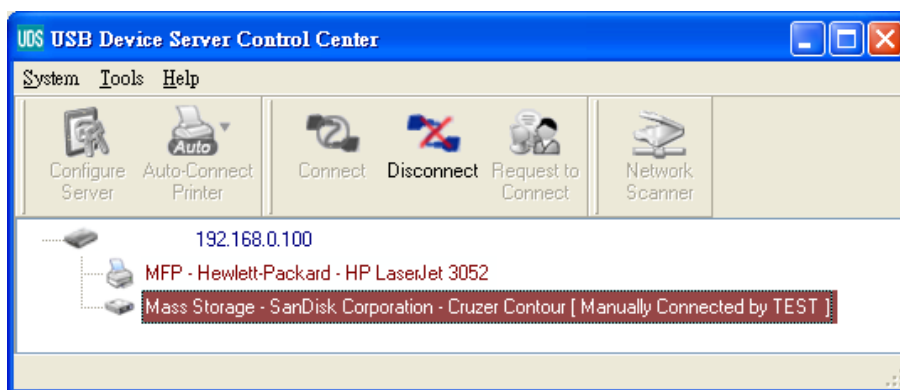 UDS USB Device Server Control Center
System Tools Help
Auto
Configure Server
Auto-Connect Printer
Connect
Disconnect
Request to Connect
Network Scanner
192.168.0.100
MFP - Hewlett-Packard - HP LaserJet 3052
Mass Storage - SanDisk Corporation - Cruzer Contour [ Manually Connected by TEST ]